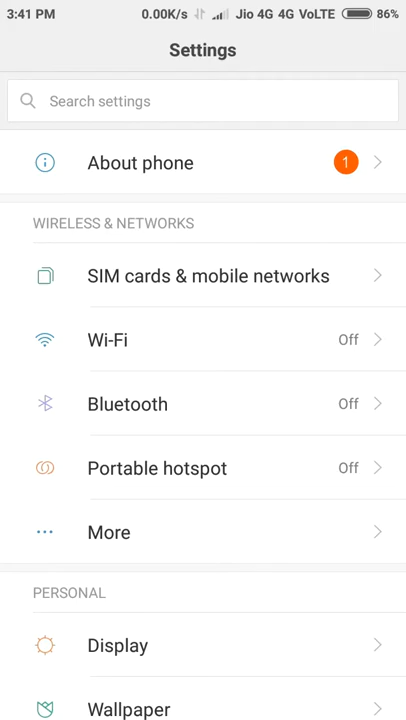 3:41 PM 0.00K/s Jio 4G 4G VoLTE 86%
Settings
Search settings
About phone 1
WIRELESS & NETWORKS
SIM cards & mobile networks
Wi-Fi Off
Bluetooth Off
Portable hotspot Off
More
PERSONAL
Display
Wallpaper